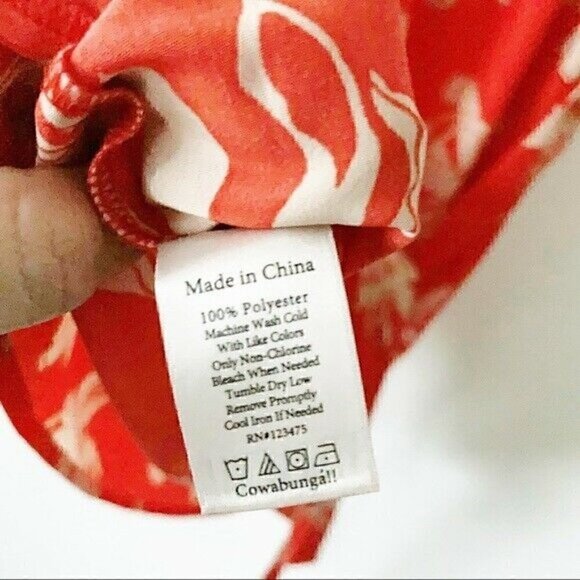 Made in China
100% Polyester
Machine Wash Cold
With Like Colors
Only Non-Chlorine
Bleach When Needed
Tumble Dry Low
Remove Promptly
Cool Iron If Needed
RN#123475
Cowabunga!!